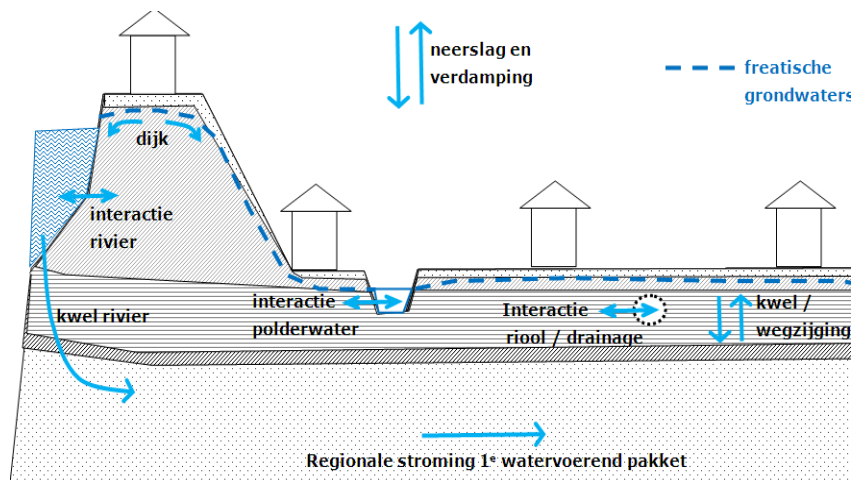 neerslag en
verdamping
freatische
grondwaters
dijk
interactie
rivier
kwel rivier
interactie
polderwater
Interactie
riool / drainage
kwel /
wegzijging
Regionale stroming 1ᵉ watervoerend pakket